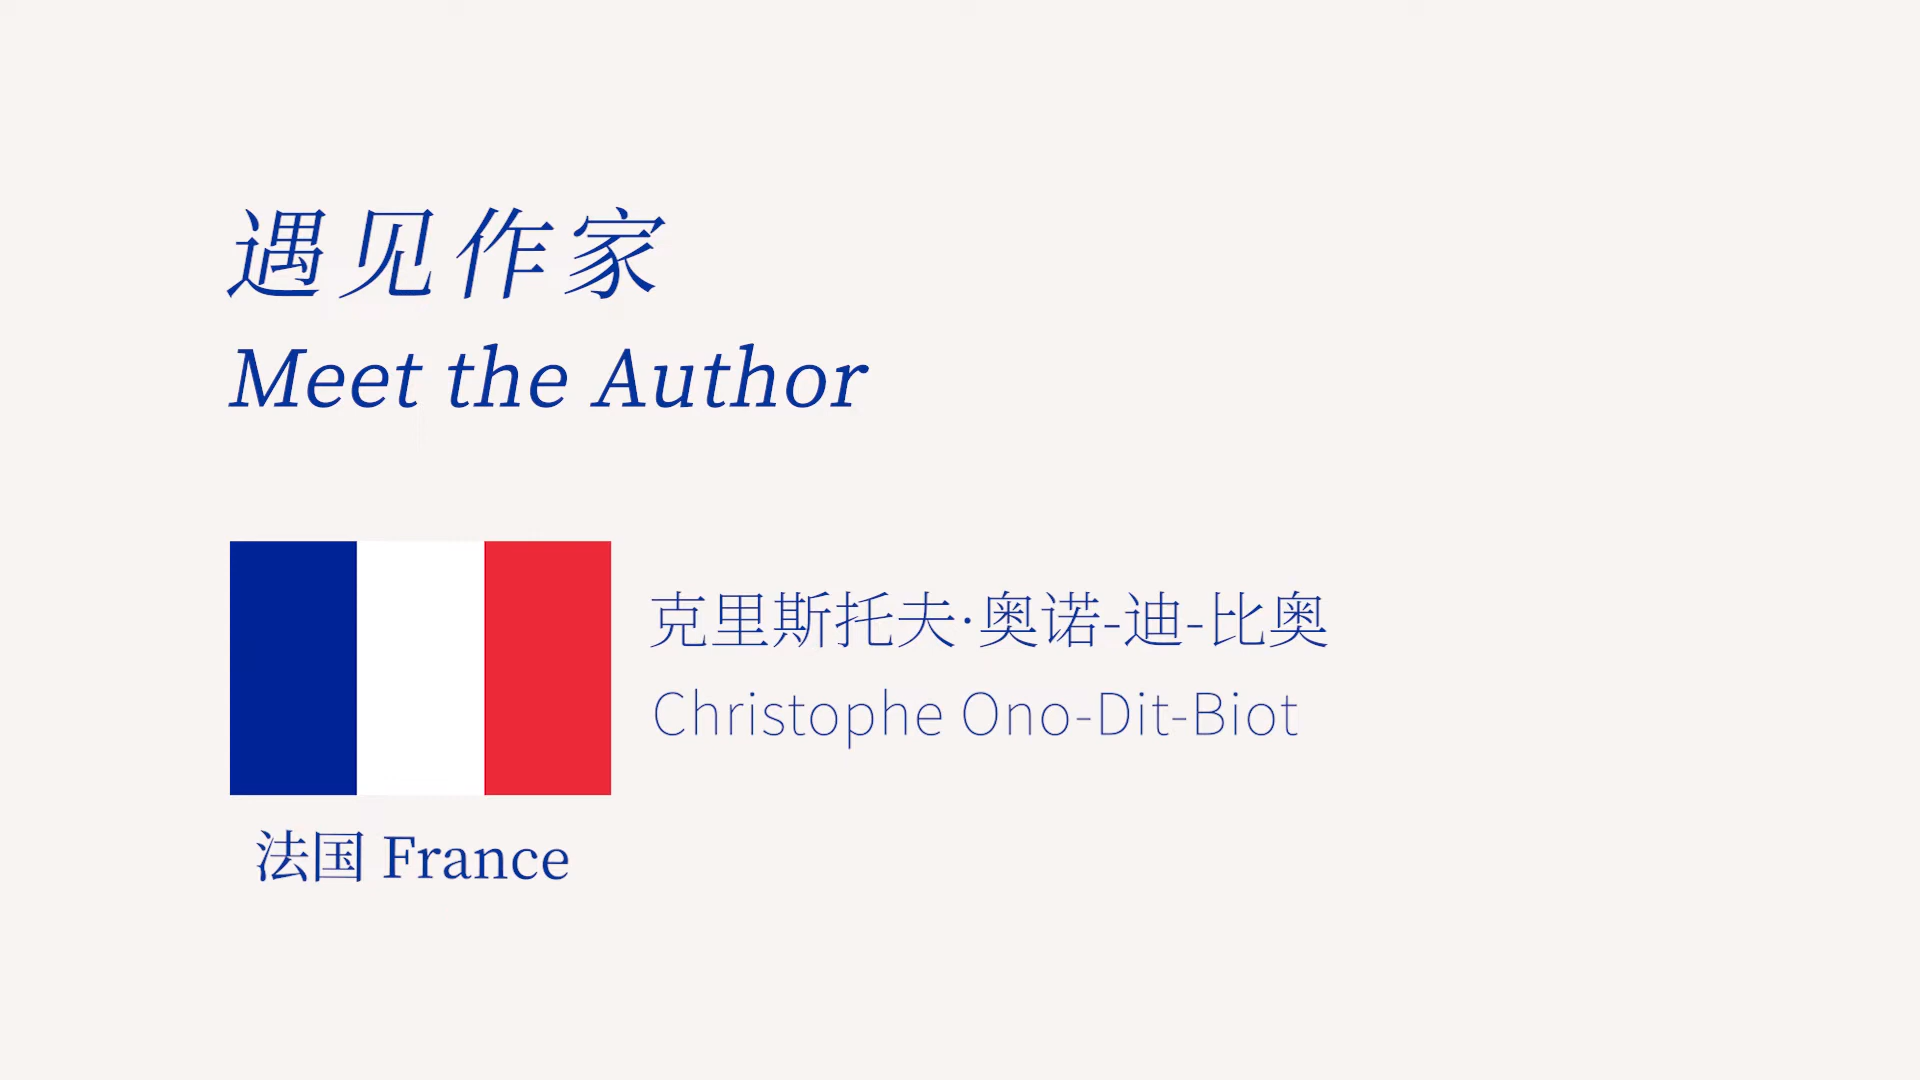 遇见作家
Meet the Author
克里斯托夫·奥诺-迪-比奥
Christophe Ono-Dit-Biot
法国 France